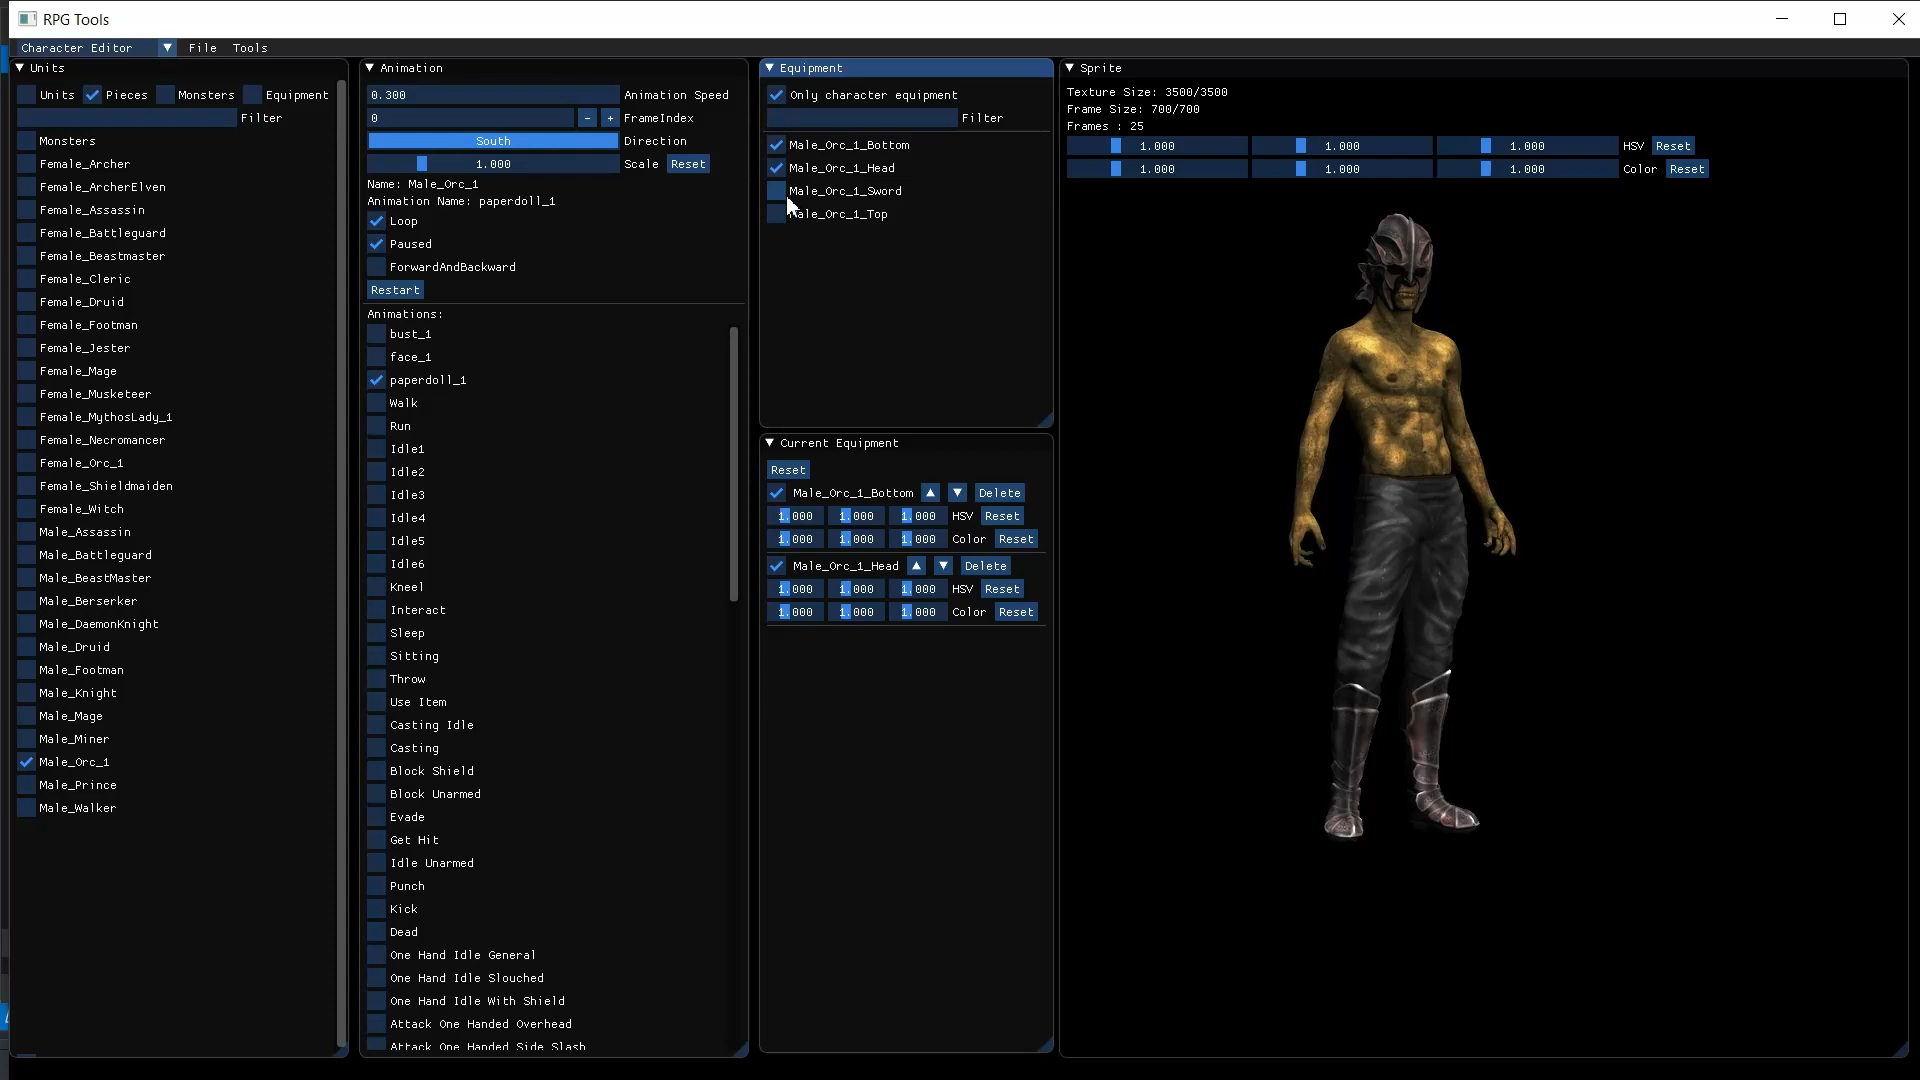 RPG Tools
Character Editor File Tools
Units
Units Pieces Monsters Equipment
Filter
Monsters
Female_Archer
Female_ArcherElven
Female_Assassin
Female_Battleguard
Female_Beastmaster
Female_Cleric
Female_Druid
Female_Footman
Female_Jester
Female_Mage
Female_Musketeer
Female_MythosLady_1
Female_Necromancer
Female_Orc_1
Female_Shieldmaiden
Female_Witch
Male_Assassin
Male_Battleguard
Male_BeastMaster
Male_Berserker
Male_DaemonKnight
Male_Druid
Male_Footman
Male_Knight
Male_Mage
Male_Miner
Male_Orc_1
Male_Prince
Male_Walker
Animation
0.300 Animation Speed
0 - + FrameIndex
South Direction
1.000 Scale Reset
Name: Male_Orc_1
Animation Name: paperdoll_1
Loop
Paused
ForwardAndBackward
Restart
Animations:
bust_1
face_1
paperdoll_1
Walk
Run
Idle1
Idle2
Idle3
Idle4
Idle5
Idle6
Kneel
Interact
Sleep
Sitting
Throw
Use Item
Casting Idle
Casting
Block Shield
Block Unarmed
Evade
Get Hit
Idle Unarmed
Punch
Kick
Dead
One Hand Idle General
One Hand Idle Slouched
One Hand Idle With Shield
Attack One Handed Overhead
Attack One Handed Side Slash
Equipment
Only character equipment
Filter
Male_Orc_1_Bottom
Male_Orc_1_Head
Male_Orc_1_Sword
Male_Orc_1_Top
Current Equipment
Reset
Male_Orc_1_Bottom Delete
1.000 1.000 1.000 HSV Reset
1.000 1.000 1.000 Color Reset
Male_Orc_1_Head Delete
1.000 1.000 1.000 HSV Reset
1.000 1.000 1.000 Color Reset
Sprite
Texture Size: 3500/3500
Frame Size: 700/700
Frames : 25
1.000 1.000 1.000 HSV Reset
1.000 1.000 1.000 Color Reset